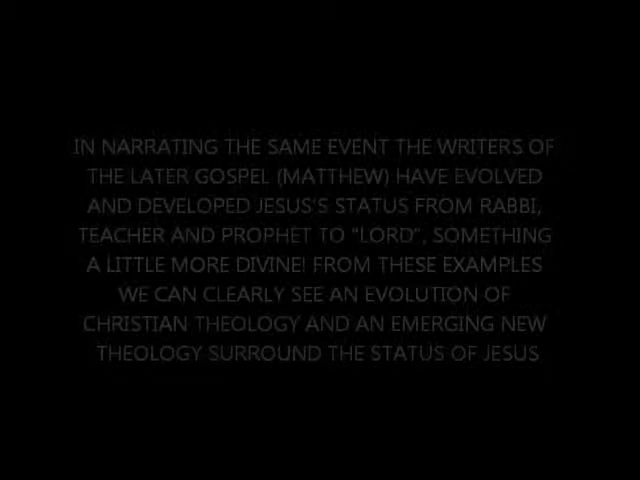 IN NARRATING THE SAME EVENT THE WRITERS OF
THE LATER GOSPEL (MATTHEW) HAVE EVOLVED
AND DEVELOPED JESUS'S STATUS FROM RABBI,
TEACHER AND PROPHET TO "LORD", SOMETHING
A LITTLE MORE DIVINE! FROM THESE EXAMPLES
WE CAN CLEARLY SEE AN EVOLUTION OF
CHRISTIAN THEOLOGY AND AN EMERGING NEW
THEOLOGY SURROUND THE STATUS OF JESUS